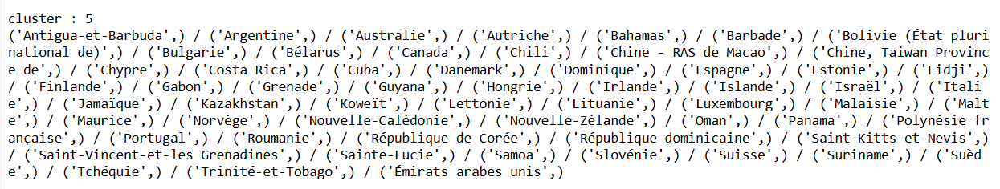 cluster : 5
('Antigua-et-Barbuda',) / ('Argentine',) / ('Australie',) / ('Autriche',) / ('Bahamas',) / ('Barbade',) / ('Bolivie (État pluri
national de)',) / ('Bulgarie',) / ('Bélarus',) / ('Canada',) / ('Chili',) / ('Chine - RAS de Macao',) / ('Chine, Taiwan Provinc
e de',) / ('Chypre',) / ('Costa Rica',) / ('Cuba',) / ('Danemark',) / ('Dominique',) / ('Espagne',) / ('Estonie',) / ('Fidji',)
/ ('Finlande',) / ('Gabon',) / ('Grenade',) / ('Guyana',) / ('Hongrie',) / ('Irlande',) / ('Islande',) / ('Israël',) / ('Itali
e',) / ('Jamaïque',) / ('Kazakhstan',) / ('Koweït',) / ('Lettonie',) / ('Lituanie',) / ('Luxembourg',) / ('Malaisie',) / ('Malt
e',) / ('Maurice',) / ('Norvège',) / ('Nouvelle-Calédonie',) / ('Nouvelle-Zélande',) / ('Oman',) / ('Panama',) / ('Polynésie fr
ançaise',) / ('Portugal',) / ('Roumanie',) / ('République de Corée',) / ('République dominicaine',) / ('Saint-Kitts-et-Nevis',)
/ ('Saint-Vincent-et-les Grenadines',) / ('Sainte-Lucie',) / ('Samoa',) / ('Slovénie',) / ('Suisse',) / ('Suriname',) / ('Suèd
e',) / ('Tchéquie',) / ('Trinité-et-Tobago',) / ('Émirats arabes unis',)